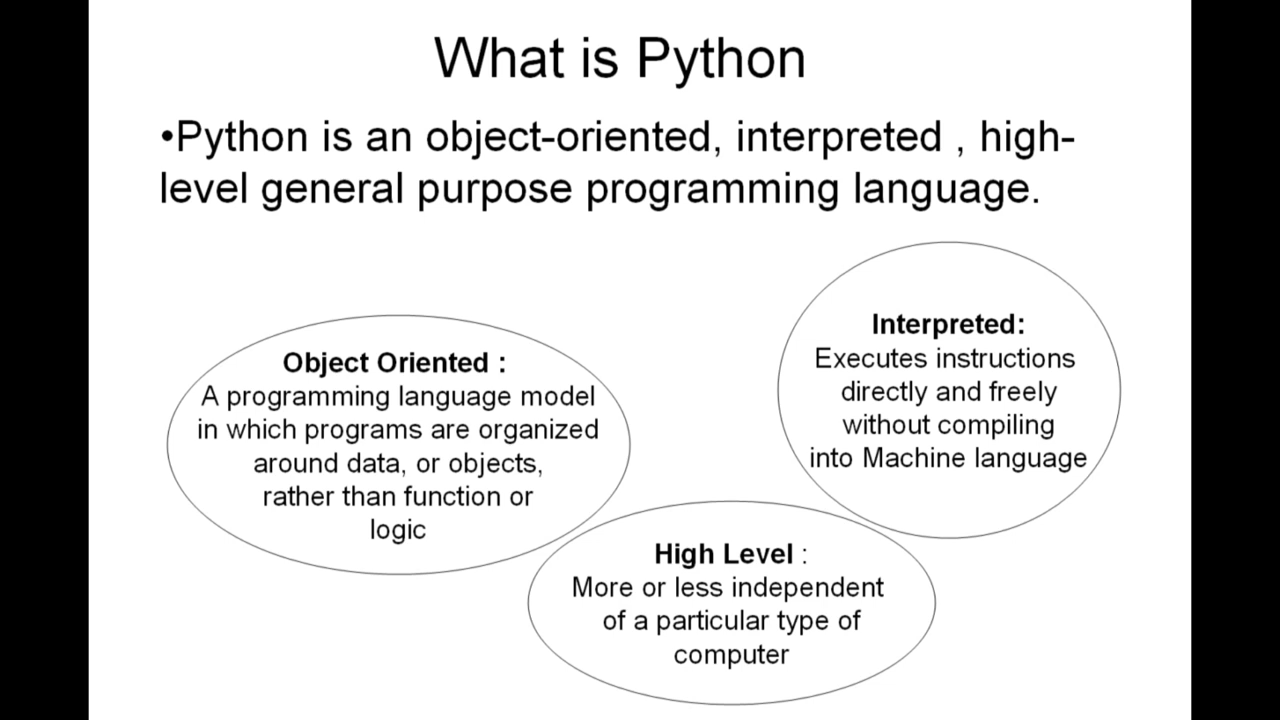 What is Python
•Python is an object-oriented, interpreted , high-
level general purpose programming language.
Object Oriented :
A programming language model
in which programs are organized
around data, or objects,
rather than function or
logic
Interpreted:
Executes instructions
directly and freely
without compiling
into Machine language
High Level :
More or less independent
of a particular type of
computer